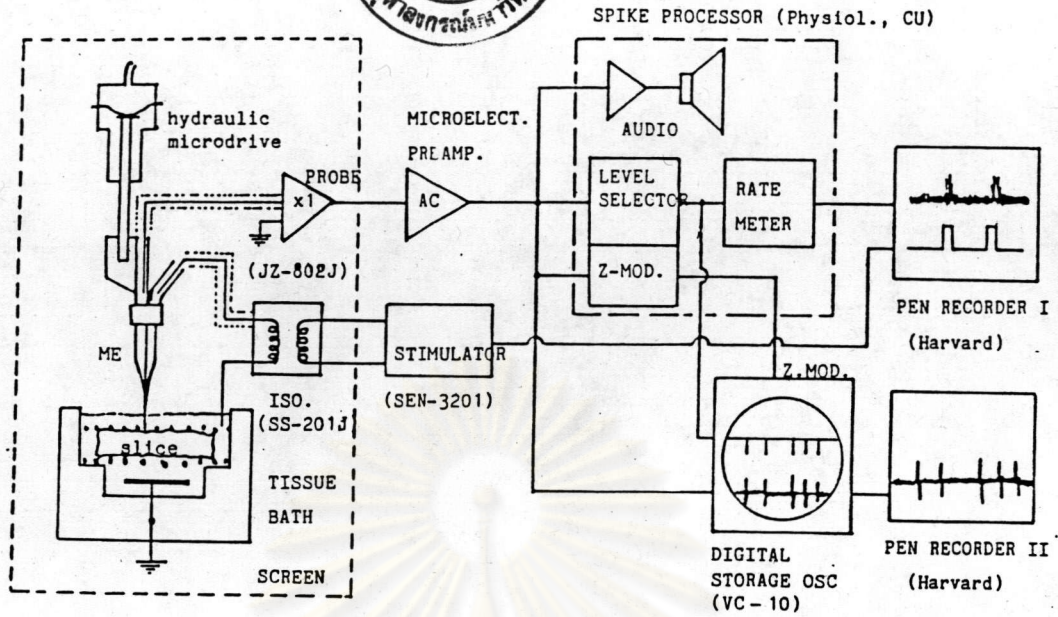 SPIKE PROCESSOR (Physiol., CU)
hydraulic
microdrive
MICROELECT.
PREAMP.
AUDIO
PROBE
x1
AC
LEVEL
SELECTOR
RATE
METER
Z-MOD.
(JZ-802J)
PEN RECORDER I
(Harvard)
ME
STIMULATOR
(SEN-3201)
ISO.
(SS-201J)
Z.MOD.
slice
TISSUE
BATH
SCREEN
DIGITAL
STORAGE OSC
(VC-10)
PEN RECORDER II
(Harvard)